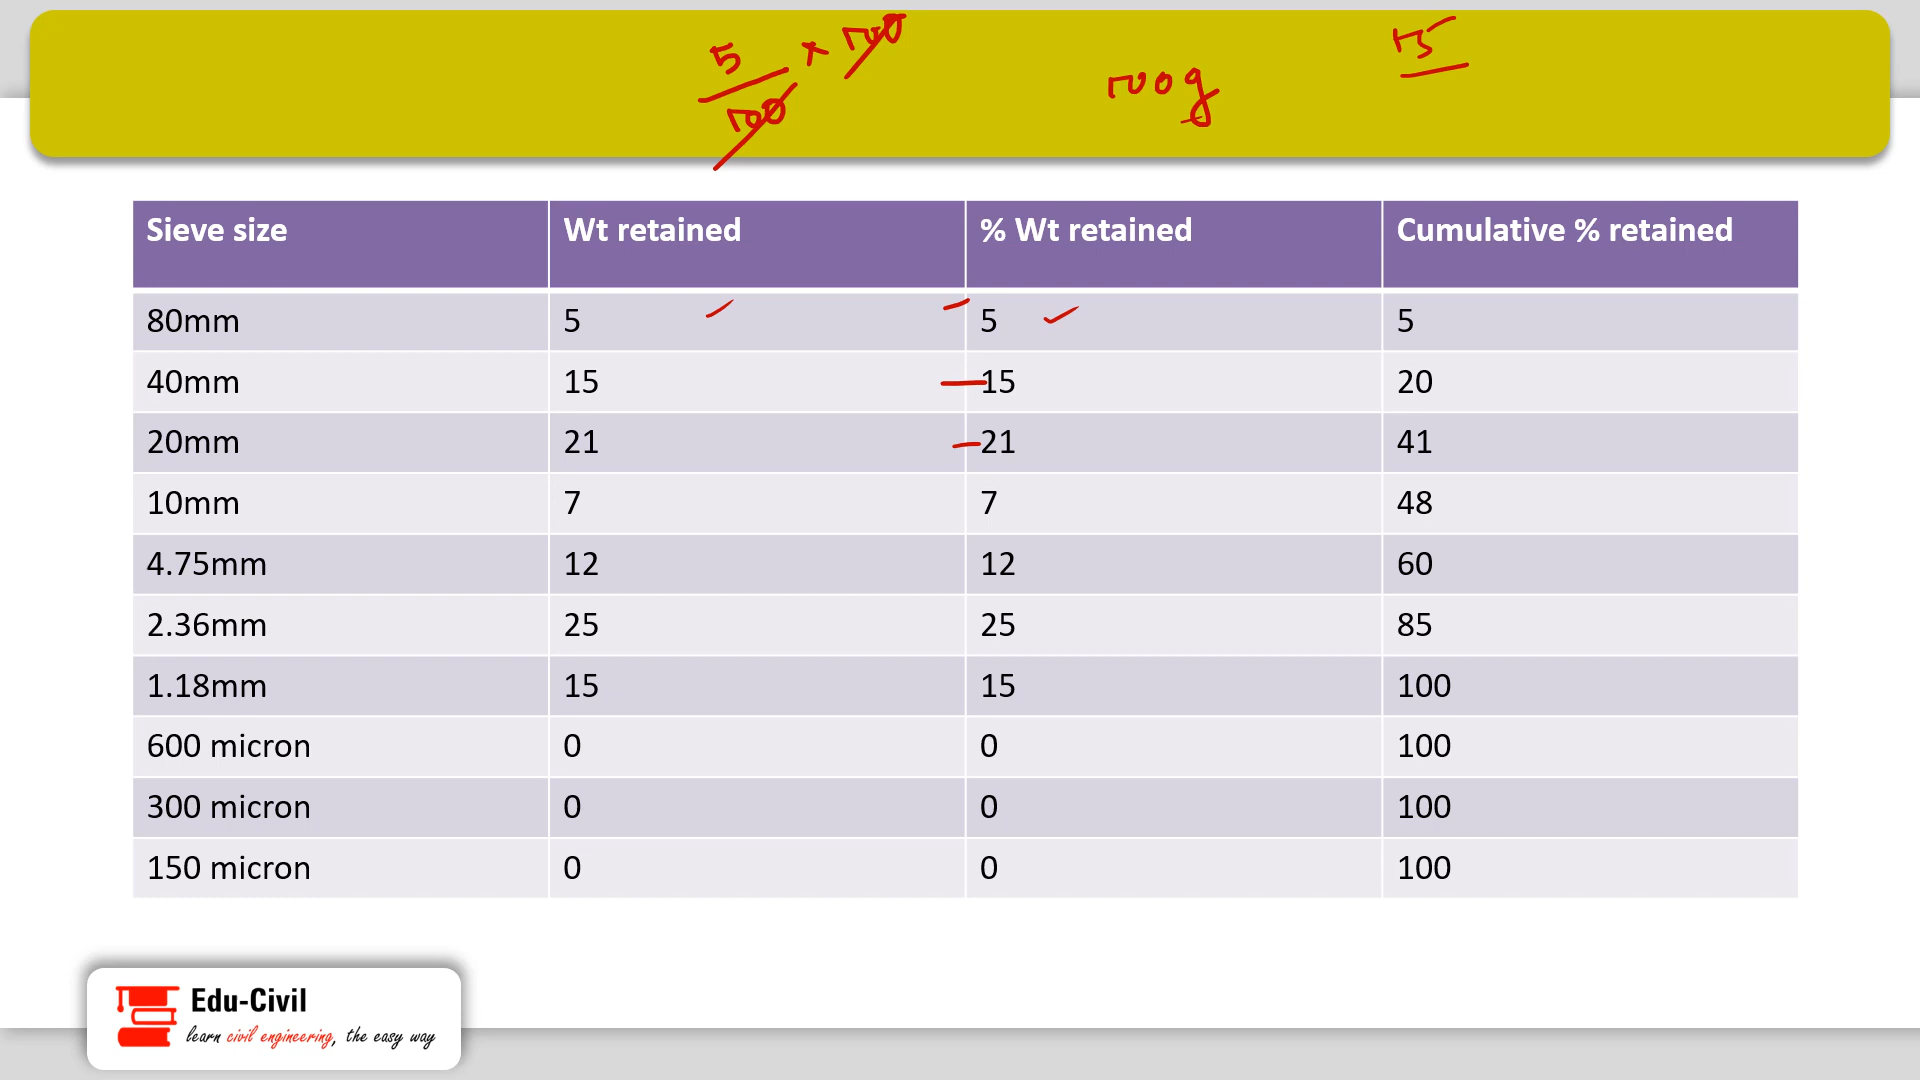 5/100 × 100
100g
15
Sieve size Wt retained % Wt retained Cumulative % retained
80mm 5 5 5
40mm 15 15 20
20mm 21 21 41
10mm 7 7 48
4.75mm 12 12 60
2.36mm 25 25 85
1.18mm 15 15 100
600 micron 0 0 100
300 micron 0 0 100
150 micron 0 0 100
Edu-Civil
learn civil engineering, the easy way